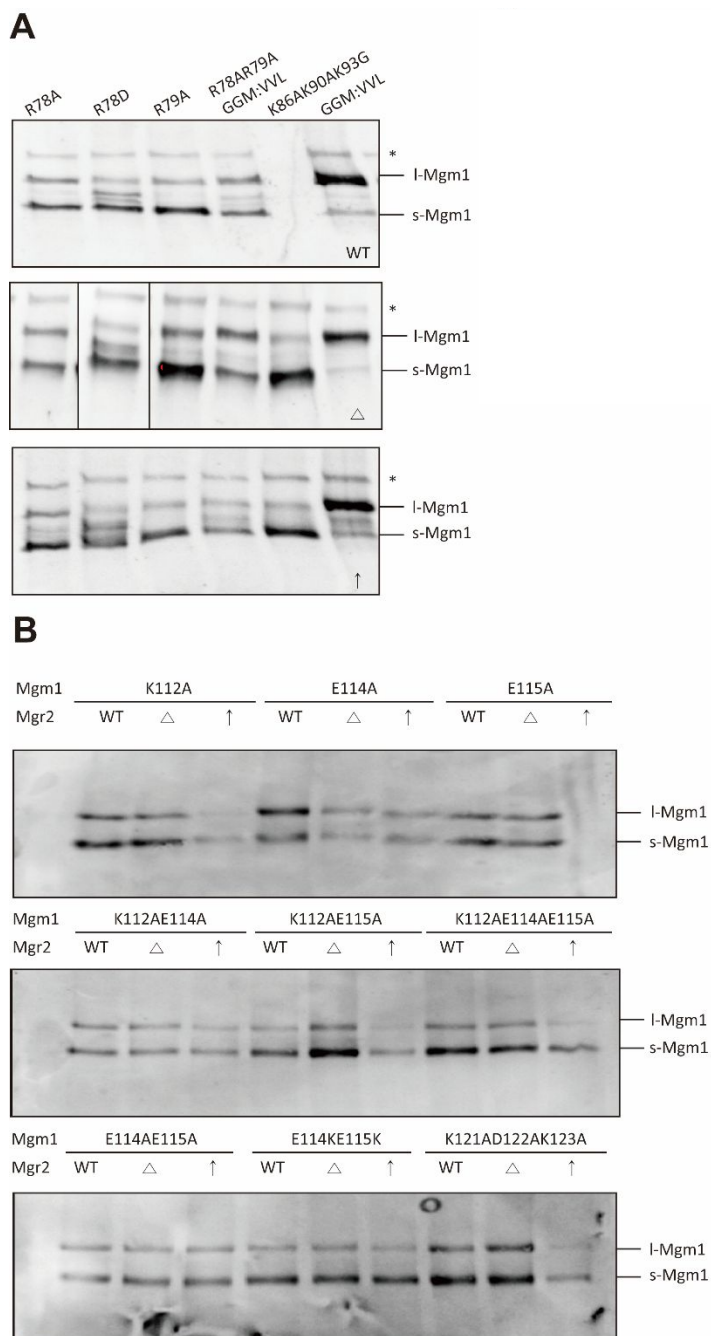 A
R78A R78D R79A R78AR79A GGM:VVL K86AK90AK93G GGM:VVL
*
l-Mgm1
s-Mgm1
WT
*
l-Mgm1
s-Mgm1
△
*
l-Mgm1
s-Mgm1
↑
B
Mgm1 K112A E114A E115A
Mgr2 WT △ ↑ WT △ ↑ WT △ ↑
l-Mgm1
s-Mgm1
Mgm1 K112AE114A K112AE115A K112AE114AE115A
Mgr2 WT △ ↑ WT △ ↑ WT △ ↑
l-Mgm1
s-Mgm1
Mgm1 E114AE115A E114KE115K K121AD122AK123A
Mgr2 WT △ ↑ WT △ ↑ WT △ ↑
l-Mgm1
s-Mgm1